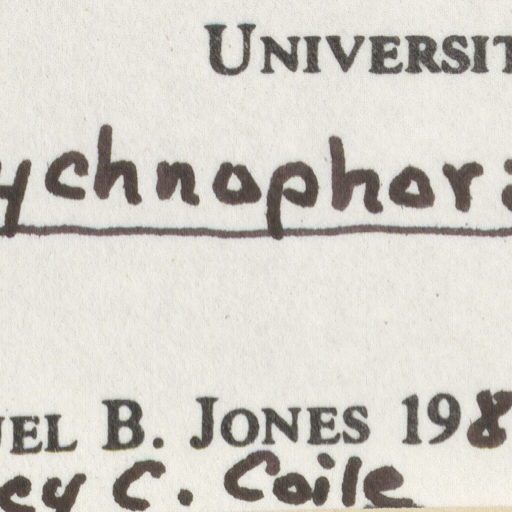 UNIVERSIT
ychnophora
UEL B. JONES 198
cy C. Coile